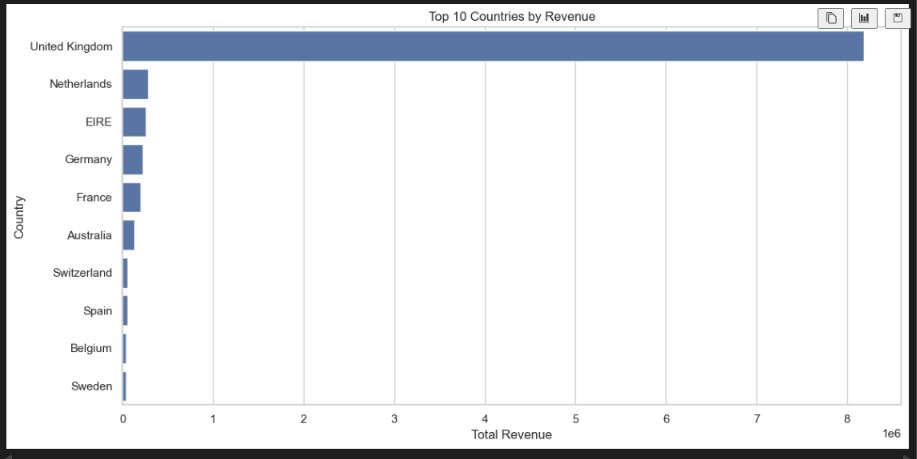 Top 10 Countries by Revenue
United Kingdom
Netherlands
EIRE
Germany
France
Australia
Switzerland
Spain
Belgium
Sweden
Country
0 1 2 3 4 5 6 7 8
1e6
Total Revenue